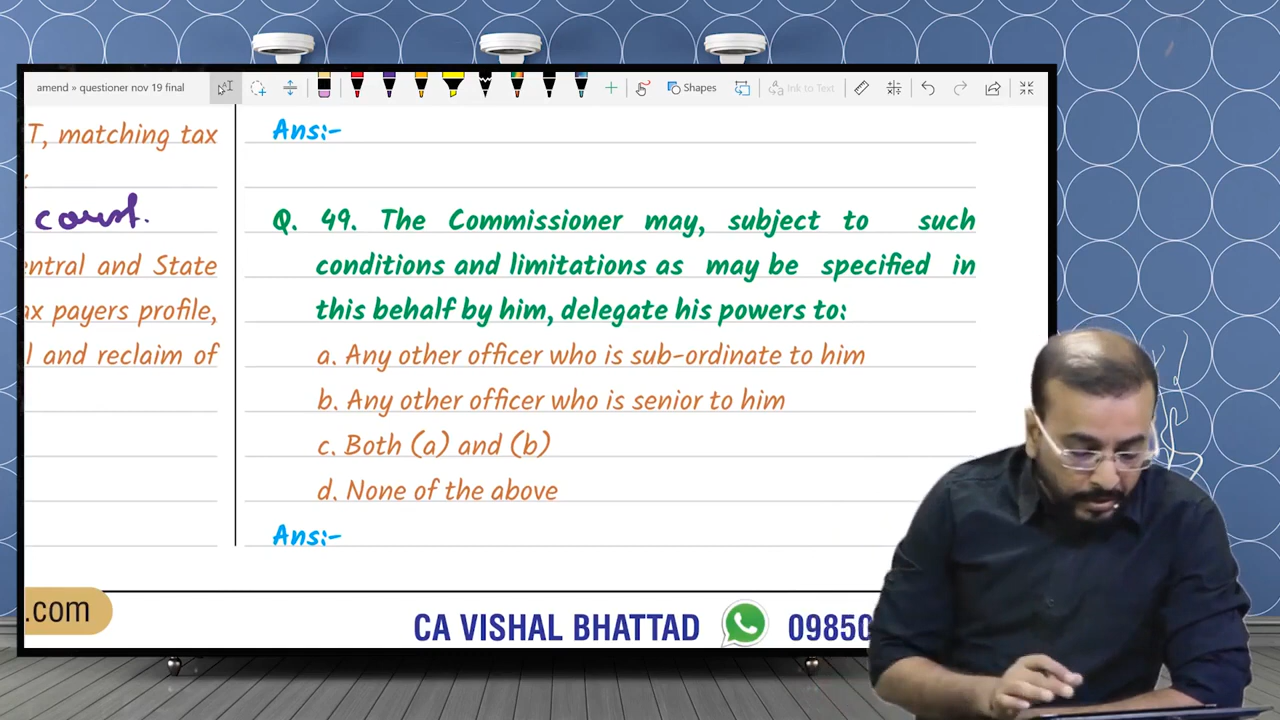 amend » questioner nov 19 final
Shapes
Ink to Text
T, matching tax
court.
entral and State
ax payers profile,
l and reclaim of
Ans:-
Q. 49. The Commissioner may, subject to such
conditions and limitations as may be specified in
this behalf by him, delegate his powers to:
a. Any other officer who is sub-ordinate to him
b. Any other officer who is senior to him
c. Both (a) and (b)
d. None of the above
Ans:-
.com
CA VISHAL BHATTAD
0985